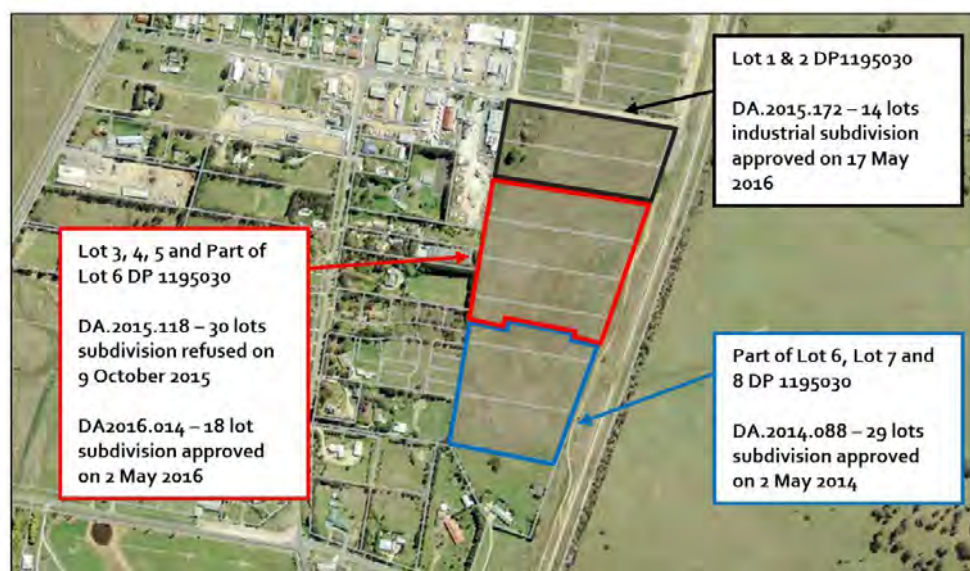 Lot 1 & 2 DP1195030
DA.2015.172 – 14 lots
industrial subdivision
approved on 17 May
2016
Lot 3, 4, 5 and Part of
Lot 6 DP 1195030
DA.2015.118 – 30 lots
subdivision refused on
9 October 2015
DA2016.014 – 18 lot
subdivision approved
on 2 May 2016
Part of Lot 6, Lot 7 and
8 DP 1195030
DA.2014.088 – 29 lots
subdivision approved
on 2 May 2014